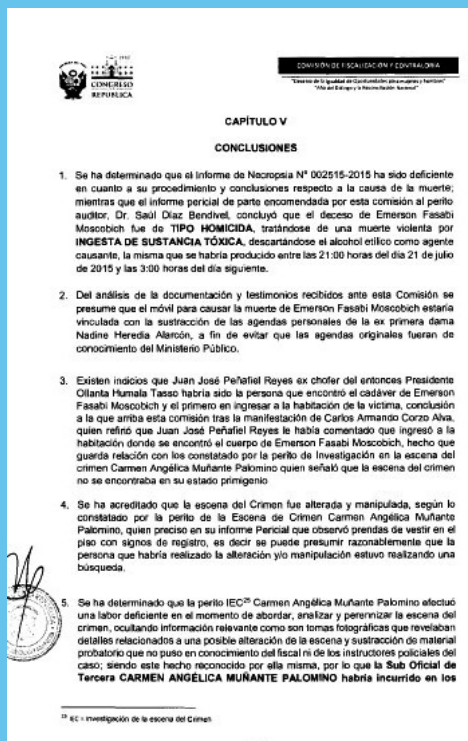 CONGRESO
REPÚBLICA
COMISIÓN DE FISCALIZACIÓN Y CONTRALORÍA
"Decenio de la Igualdad de Oportunidades para mujeres y hombres"
"Año del Diálogo y la Reconciliación Nacional"
CAPÍTULO V
CONCLUSIONES
1. Se ha determinado que el Informe de Necropsia N° 002515-2015 ha sido deficiente
en cuanto a su procedimiento y conclusiones respecto a la causa de la muerte;
mientras que el informe pericial de parte encomendada por esta comisión al perito
auditor, Dr. Saúl Díaz Bendivel, concluyó que el deceso de Emerson Fasabi
Moscobich fue de TIPO HOMICIDA, tratándose de una muerte violenta por
INGESTA DE SUSTANCIA TÓXICA, descartándose el alcohol etílico como agente
causante, la misma que se habría producido entre las 21:00 horas del día 21 de julio
de 2015 y las 3:00 horas del día siguiente.
2. Del análisis de la documentación y testimonios recibidos ante esta Comisión se
presume que el móvil para causar la muerte de Emerson Fasabi Moscobich estaría
vinculada con la sustracción de las agendas personales de la ex primera dama
Nadine Heredia Alarcón, a fin de evitar que las agendas originales fueran de
conocimiento del Ministerio Público.
3. Existen indicios que Juan José Peñafiel Reyes ex chofer del entonces Presidente
Ollanta Humala Tasso habría sido la persona que encontró el cadáver de Emerson
Fasabi Moscobich y el primero en ingresar a la habitación de la víctima, conclusión
a la que arriba esta comisión tras la manifestación de Carlos Armando Corzo Alva,
quien refirió que Juan José Peñafiel Reyes le había comentado que ingresó a la
habitación donde se encontró el cuerpo de Emerson Fasabi Moscobich, hecho que
guarda relación con los constatado por la perito de Investigación en la escena del
crimen Carmen Angélica Muñante Palomino quien señaló que la escena del crimen
no se encontraba en su estado primigenio
4. Se ha acreditado que la escena del Crimen fue alterada y manipulada, según lo
constatado por la perito de la Escena de Crimen Carmen Angélica Muñante
Palomino, quien preciso en su informe Pericial que observó prendas de vestir en el
piso con signos de registro, es decir se puede presumir razonablemente que la
persona que habría realizado la alteración y/o manipulación estuvo realizando una
búsqueda.
5. Se ha determinado que la perito IEC²⁹ Carmen Angélica Muñante Palomino efectuó
una labor deficiente en el momento de abordar, analizar y perennizar la escena del
crimen, ocultando información relevante como son tomas fotográficas que revelaban
detalles relacionados a una posible alteración de la escena y sustracción de material
probatorio que no puso en conocimiento del fiscal ni de los instructores policiales del
caso; siendo este hecho reconocido por ella misma, por lo que la Sub Oficial de
Tercera CARMEN ANGÉLICA MUÑANTE PALOMINO habría incurrido en los
Investigación de la escena del Crimen